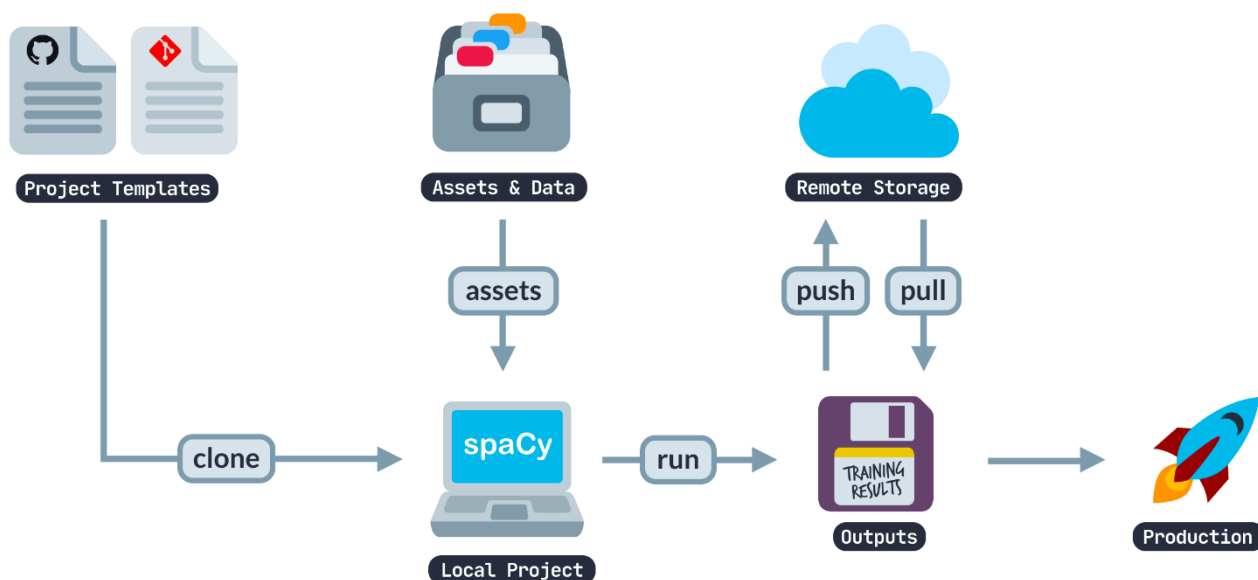 Project Templates
Assets & Data
Remote Storage
assets
push
pull
clone
spaCy
run
TRAINING
RESULTS
Local Project
Outputs
Production